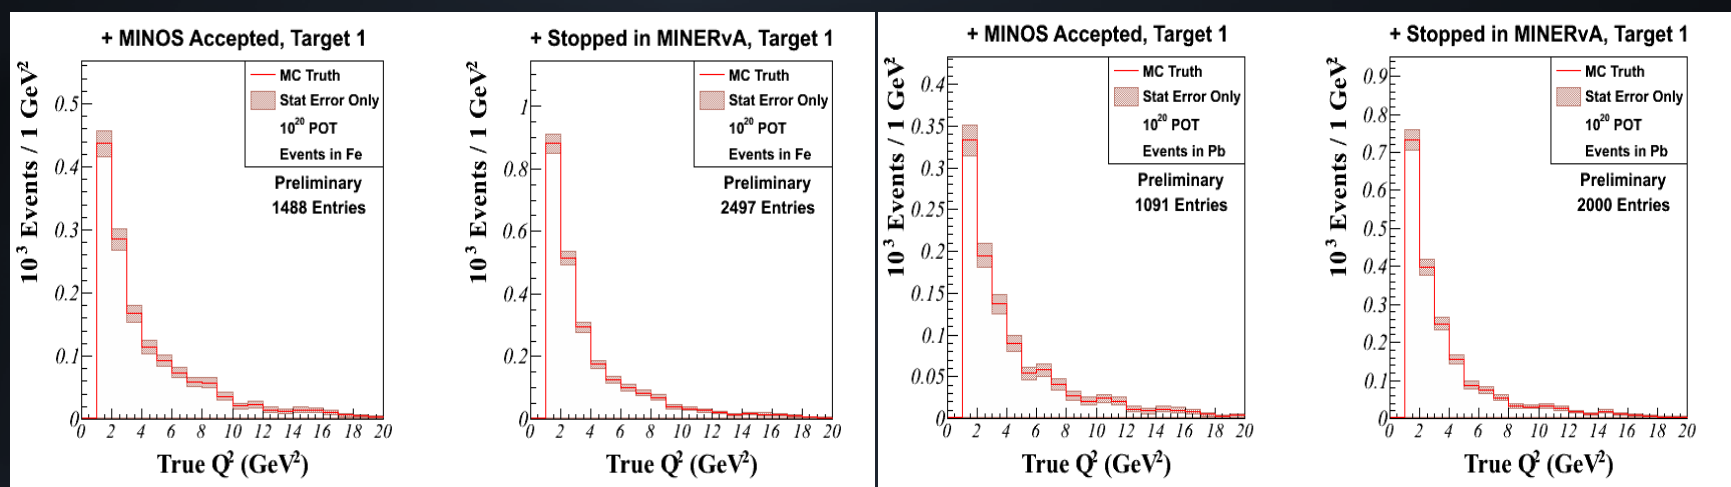 + MINOS Accepted, Target 1
10³ Events / 1 GeV²
0.5
0.4
0.3
0.2
0.1
0
MC Truth
Stat Error Only
10²⁰ POT
Events in Fe
Preliminary
1488 Entries
0 2 4 6 8 10 12 14 16 18 20
True Q² (GeV²)
+ Stopped in MINERvA, Target 1
10³ Events / 1 GeV²
1
0.8
0.6
0.4
0.2
0
MC Truth
Stat Error Only
10²⁰ POT
Events in Fe
Preliminary
2497 Entries
0 2 4 6 8 10 12 14 16 18 20
True Q² (GeV²)
+ MINOS Accepted, Target 1
10³ Events / 1 GeV²
0.4
0.35
0.3
0.25
0.2
0.15
0.1
0.05
0
MC Truth
Stat Error Only
10²⁰ POT
Events in Pb
Preliminary
1091 Entries
0 2 4 6 8 10 12 14 16 18 20
True Q² (GeV²)
+ Stopped in MINERvA, Target 1
10³ Events / 1 GeV²
0.9
0.8
0.7
0.6
0.5
0.4
0.3
0.2
0.1
0
MC Truth
Stat Error Only
10²⁰ POT
Events in Pb
Preliminary
2000 Entries
0 2 4 6 8 10 12 14 16 18 20
True Q² (GeV²)